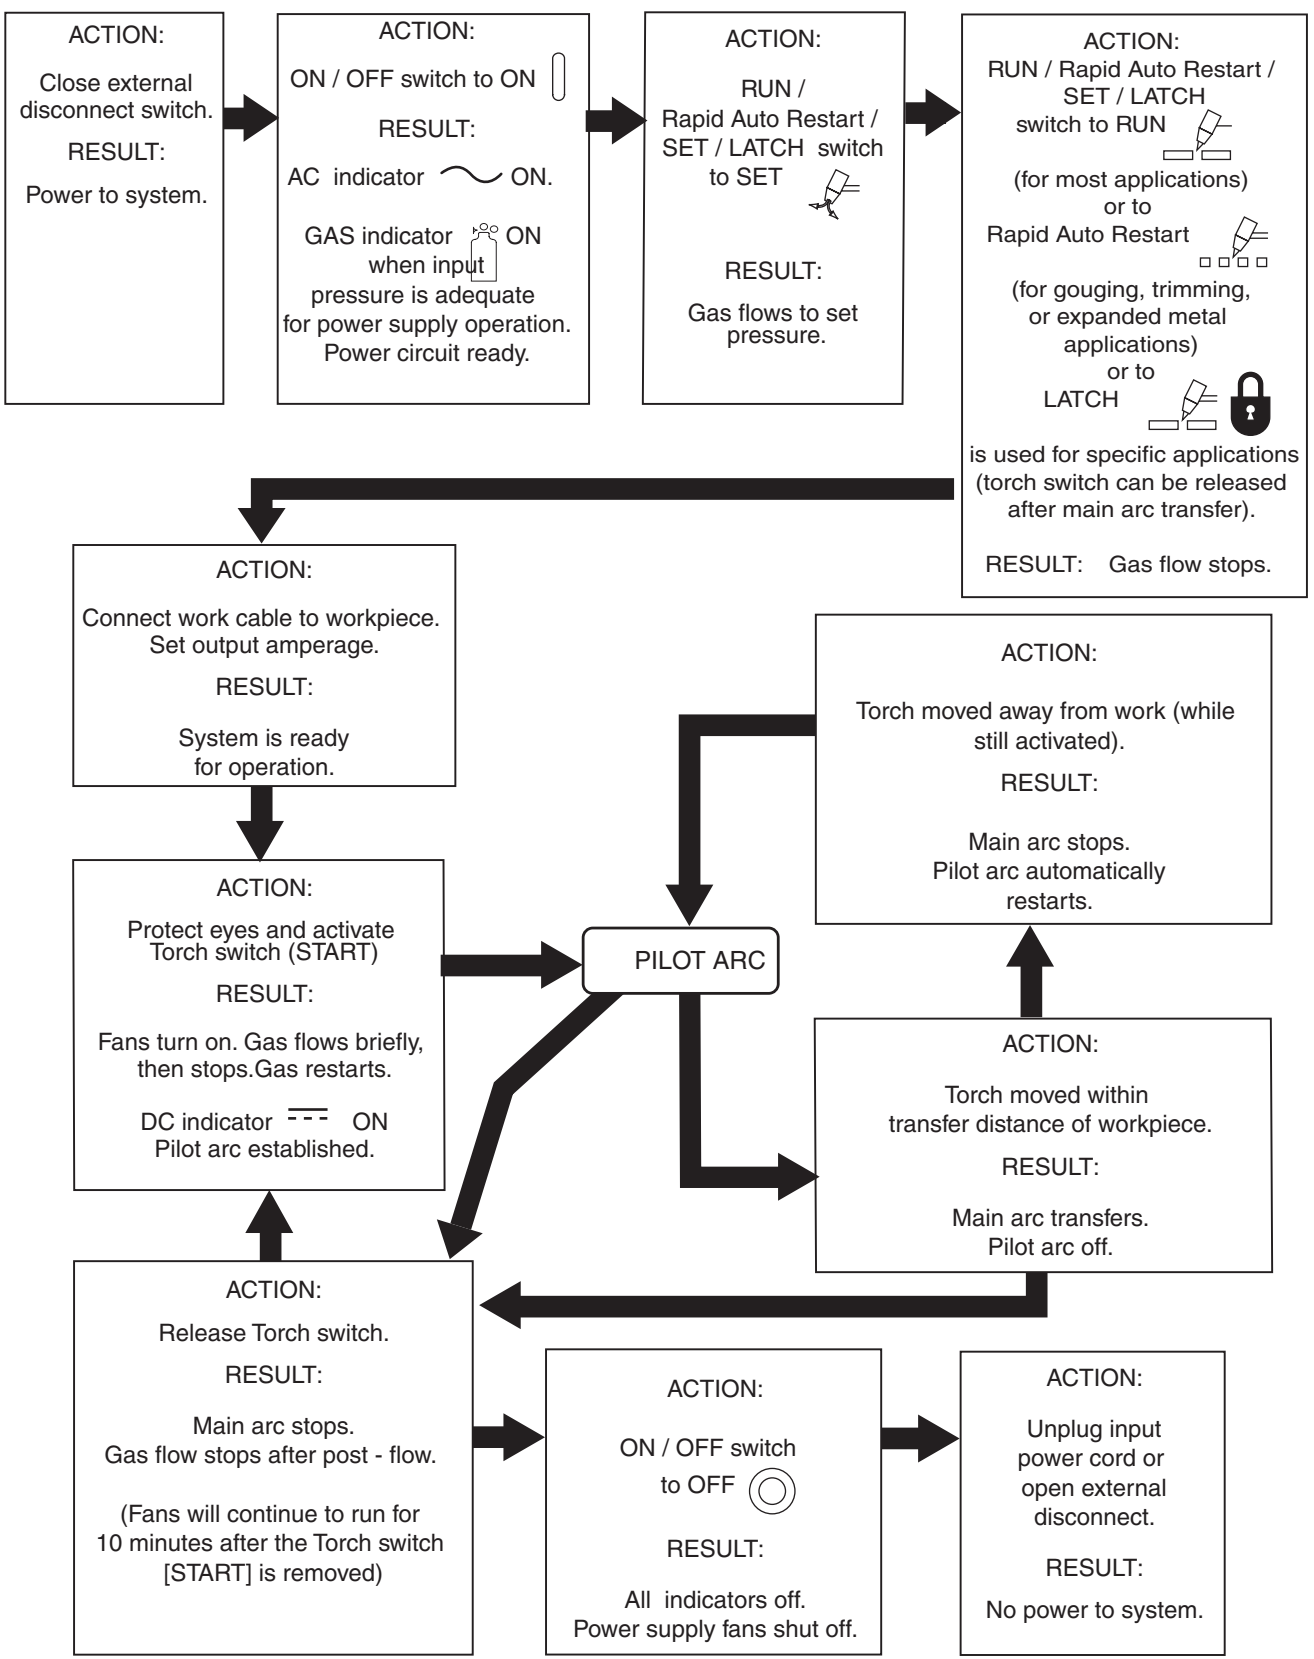 ACTION:
Close external
disconnect switch.
RESULT:
Power to system.
ACTION:
ON / OFF switch to ON
RESULT:
AC indicator ON.
GAS indicator ON
when input
pressure is adequate
for power supply operation.
Power circuit ready.
ACTION:
RUN /
Rapid Auto Restart /
SET / LATCH switch
to SET
RESULT:
Gas flows to set
pressure.
ACTION:
RUN / Rapid Auto Restart /
SET / LATCH
switch to RUN
(for most applications)
or to
Rapid Auto Restart
(for gouging, trimming,
or expanded metal
applications)
or to
LATCH
is used for specific applications
(torch switch can be released
after main arc transfer).
RESULT: Gas flow stops.
ACTION:
Connect work cable to workpiece.
Set output amperage.
RESULT:
System is ready
for operation.
ACTION:
Protect eyes and activate
Torch switch (START)
RESULT:
Fans turn on. Gas flows briefly,
then stops.Gas restarts.
DC indicator ON
Pilot arc established.
PILOT ARC
ACTION:
Torch moved away from work (while
still activated).
RESULT:
Main arc stops.
Pilot arc automatically
restarts.
ACTION:
Torch moved within
transfer distance of workpiece.
RESULT:
Main arc transfers.
Pilot arc off.
ACTION:
Release Torch switch.
RESULT:
Main arc stops.
Gas flow stops after post - flow.
(Fans will continue to run for
10 minutes after the Torch switch
[START] is removed)
ACTION:
ON / OFF switch
to OFF
RESULT:
All indicators off.
Power supply fans shut off.
ACTION:
Unplug input
power cord or
open external
disconnect.
RESULT:
No power to system.